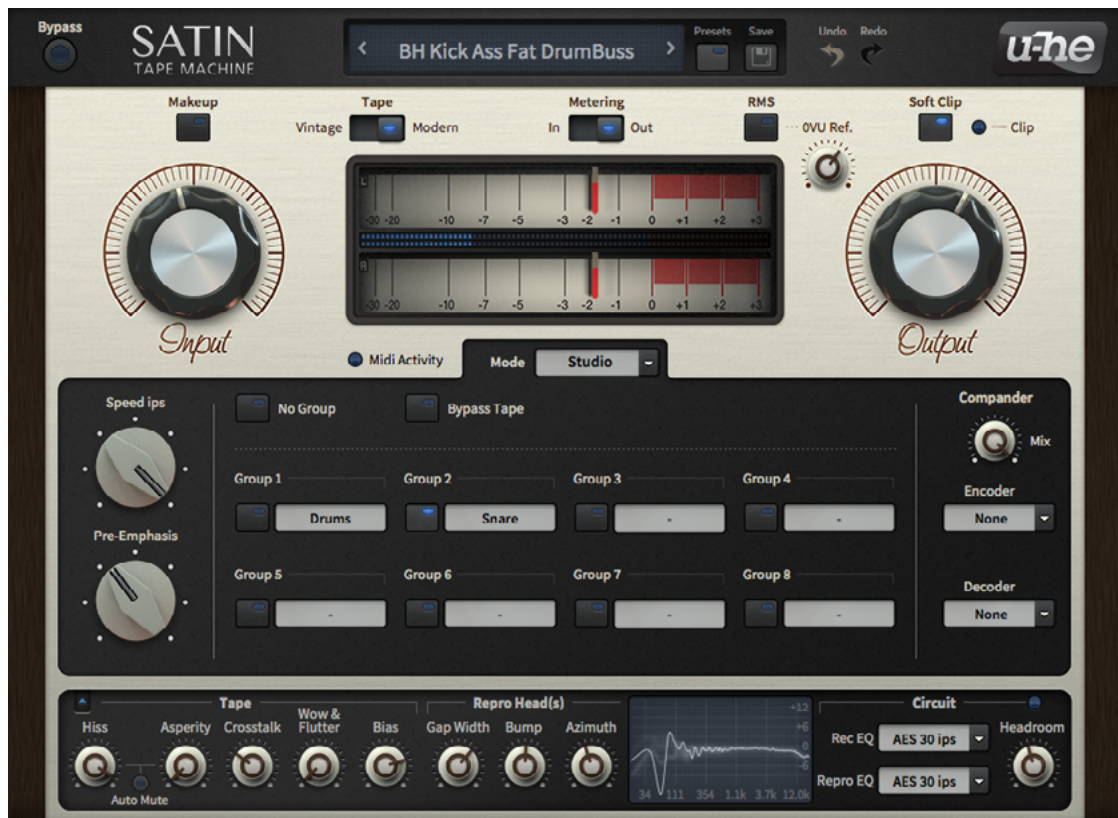 Bypass
SATIN
TAPE MACHINE
BH Kick Ass Fat DrumBuss
Presets Save
Undo Redo
u-he
Makeup
Tape
Vintage Modern
Metering
In Out
RMS
0VU Ref.
Soft Clip
Clip
L
-30 -20 -10 -7 -5 -3 -2 -1 0 +1 +2 +3
R
-30 -20 -10 -7 -5 -3 -2 -1 0 +1 +2 +3
Input
Output
Midi Activity
Mode Studio
Speed ips
Pre-Emphasis
No Group
Bypass Tape
Group 1 Group 2 Group 3 Group 4
Drums Snare - -
Group 5 Group 6 Group 7 Group 8
- - - -
Compander
Mix
Encoder
None
Decoder
None
Tape
Hiss Asperity Crosstalk Wow & Flutter Bias
Auto Mute
Repro Head(s)
Gap Width Bump Azimuth
+12
+6
0
-6
34 111 354 1.1k 3.7k 12.0k
Circuit
Rec EQ AES 30 ips
Repro EQ AES 30 ips
Headroom